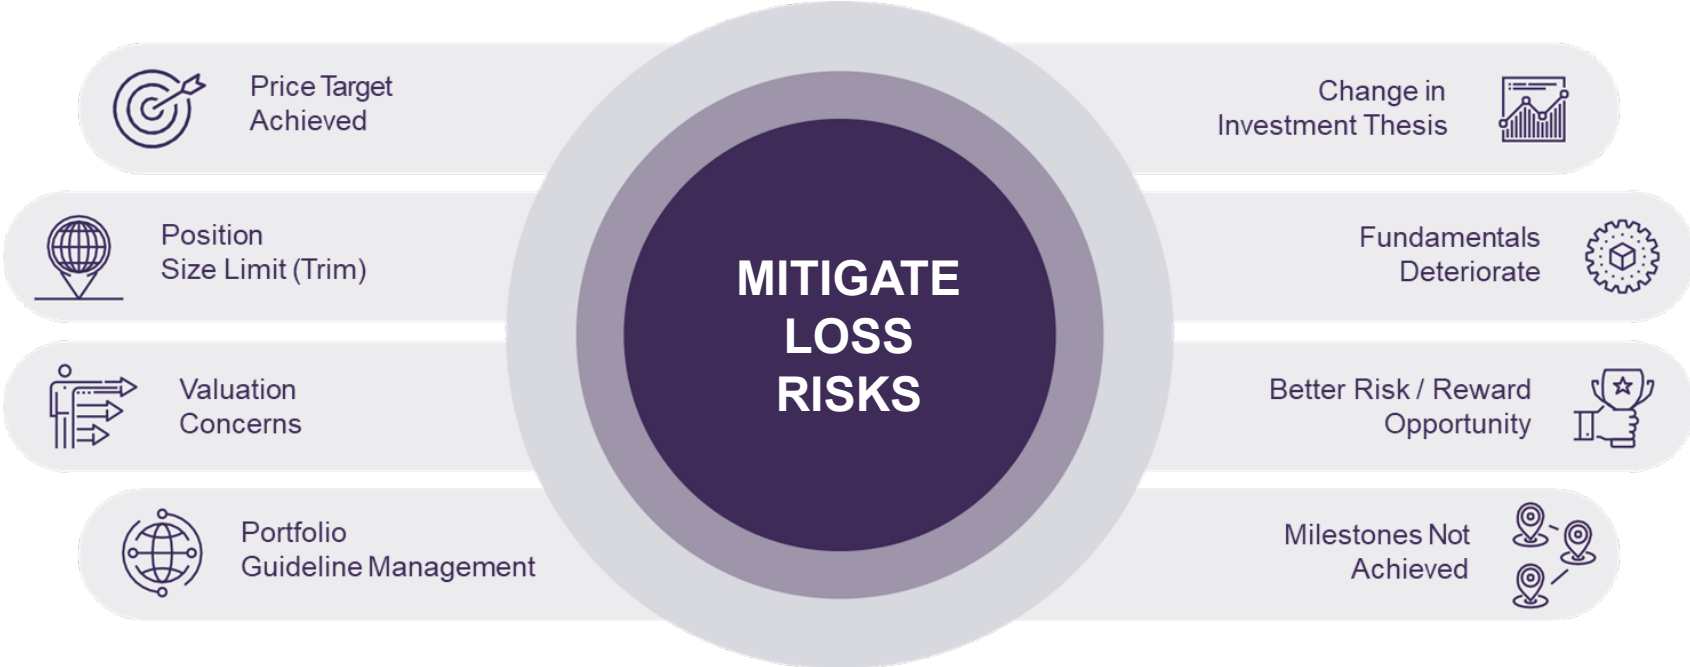 Price Target
Achieved
Position
Size Limit (Trim)
Valuation
Concerns
Portfolio
Guideline Management
MITIGATE
LOSS
RISKS
Change in
Investment Thesis
Fundamentals
Deteriorate
Better Risk / Reward
Opportunity
Milestones Not
Achieved